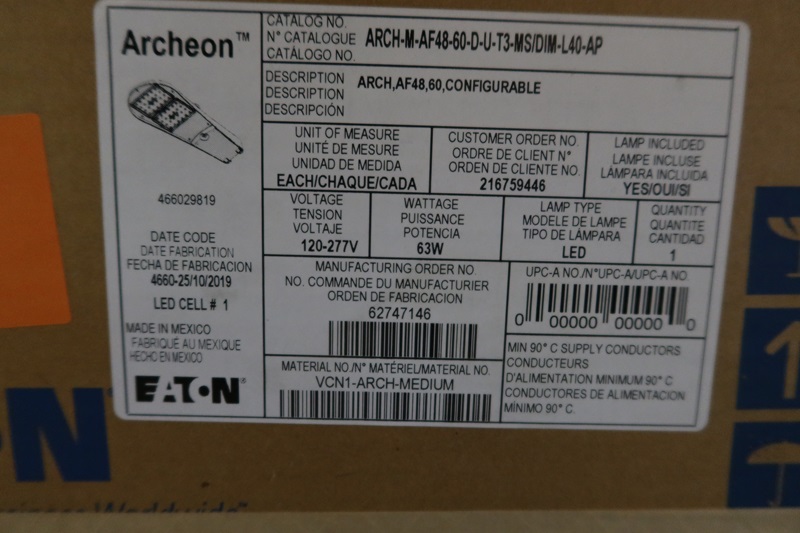 Archeon™
466029819
DATE CODE
DATE FABRICATION
FECHA DE FABRICACION
4660-25/10/2019
LED CELL # 1
MADE IN MEXICO
FABRIQUÉ AU MEXIQUE
HECHO EN MEXICO
EATON®
CATALOG NO.
N° CATALOGUE
CATÁLOGO NO.
ARCH-M-AF48-60-D-U-T3-MS/DIM-L40-AP
DESCRIPTION
DESCRIPTION
DESCRIPCIÓN
ARCH,AF48,60,CONFIGURABLE
UNIT OF MEASURE
UNITÉ DE MESURE
UNIDAD DE MEDIDA
EACH/CHAQUE/CADA
CUSTOMER ORDER NO.
ORDRE DE CLIENT N°
ORDEN DE CLIENTE NO.
216759446
LAMP INCLUDED
LAMPE INCLUSE
LÁMPARA INCLUIDA
YES/OUI/SI
VOLTAGE
TENSION
VOLTAJE
120-277V
WATTAGE
PUISSANCE
POTENCIA
63W
LAMP TYPE
MODELE DE LAMPE
TIPO DE LÁMPARA
LED
QUANTITY
QUANTITE
CANTIDAD
1
MANUFACTURING ORDER NO.
NO. COMMANDE DU MANUFACTURIER
ORDEN DE FABRICACION
62747146
UPC-A NO./N°UPC-A/UPC-A NO.
0 00000 00000 0
MATERIAL NO./N° MATÉRIEL/MATERIAL NO.
VCN1-ARCH-MEDIUM
MIN 90° C SUPPLY CONDUCTORS
CONDUCTEURS
D'ALIMENTATION MINIMUM 90° C
CONDUCTORES DE ALIMENTACION
MÍNIMO 90° C.
N
Worldwide™